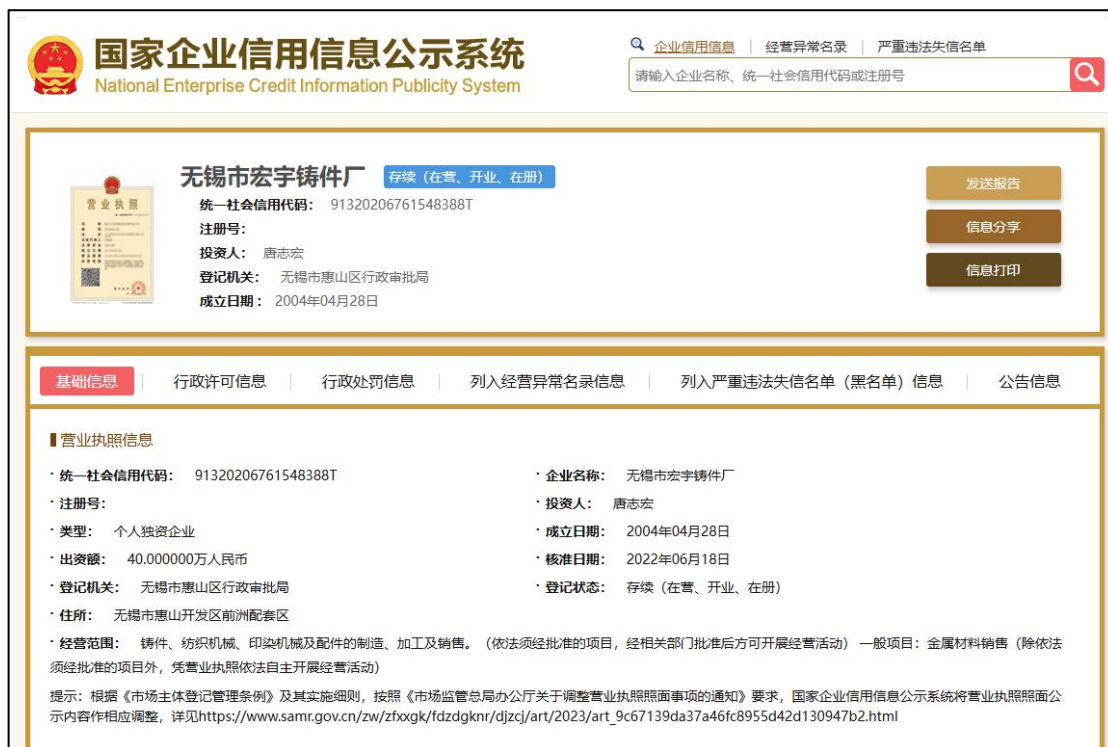 国家企业信用信息公示系统
National Enterprise Credit Information Publicity System
企业信用信息 | 经营异常名录 | 严重违法失信名单
请输入企业名称、统一社会信用代码或注册号
无锡市宏宇铸件厂 存续（在营、开业、在册）
统一社会信用代码： 91320206761548388T
注册号：
投资人： 唐志宏
登记机关： 无锡市惠山区行政审批局
成立日期： 2004年04月28日
营业执照
发送报告
信息分享
信息打印
基础信息 | 行政许可信息 | 行政处罚信息 | 列入经营异常名录信息 | 列入严重违法失信名单（黑名单）信息 | 公告信息
营业执照信息
· 统一社会信用代码： 91320206761548388T · 企业名称： 无锡市宏宇铸件厂
· 注册号： · 投资人： 唐志宏
· 类型： 个人独资企业 · 成立日期： 2004年04月28日
· 出资额： 40.000000万人民币 · 核准日期： 2022年06月18日
· 登记机关： 无锡市惠山区行政审批局 · 登记状态： 存续（在营、开业、在册）
· 住所： 无锡市惠山开发区前洲配套区
· 经营范围： 铸件、纺织机械、印染机械及配件的制造、加工及销售。（依法须经批准的项目，经相关部门批准后方可开展经营活动） 一般项目：金属材料销售（除依法
须经批准的项目外，凭营业执照依法自主开展经营活动）
提示：根据《市场主体登记管理条例》及其实施细则，按照《市场监管总局办公厅关于调整营业执照照面事项的通知》要求，国家企业信用信息公示系统将营业执照照面公
示内容作相应调整，详见https://www.samr.gov.cn/zw/zfxxgk/fdzdgknr/djzcj/art/2023/art_9c67139da37a46fc8955d42d130947b2.html